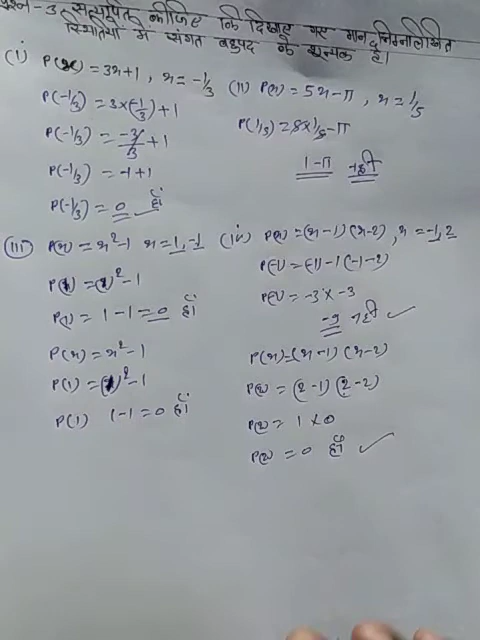 प्रश्न-3 सत्यापित कीजिए कि दिखाए गए मान निम्नलिखित
स्थितियों में संगत बहुपद के शून्यक है।
(i) P(x) = 3x+1, x = -1/3
P(-1/3) = 3×(-1/3)+1
P(-1/3) = -3/3 +1
P(-1/3) = -1+1
P(-1/3) = 0 हाँ
(ii) P(x) = 5x-π, x = 1/5
P(1/5) = 5×1/5-π
1-π नहीं
(iii) P(x) = x²-1 x = 1,-1
P(1) = (1)²-1
P(1) = 1-1=0 हाँ
P(x) = x²-1
P(1) = (1)²-1
P(1) 1-1=0 हाँ
(iv) P(x) = (x-1)(x-2), x = -1,2
P(-1) = (-1)-1(-1-2)
P(-1) = -3×-3
-9 नहीं
P(x) = (x-1)(x-2)
P(2) = (2-1)(2-2)
P(2) = 1×0
P(2) = 0 हाँ